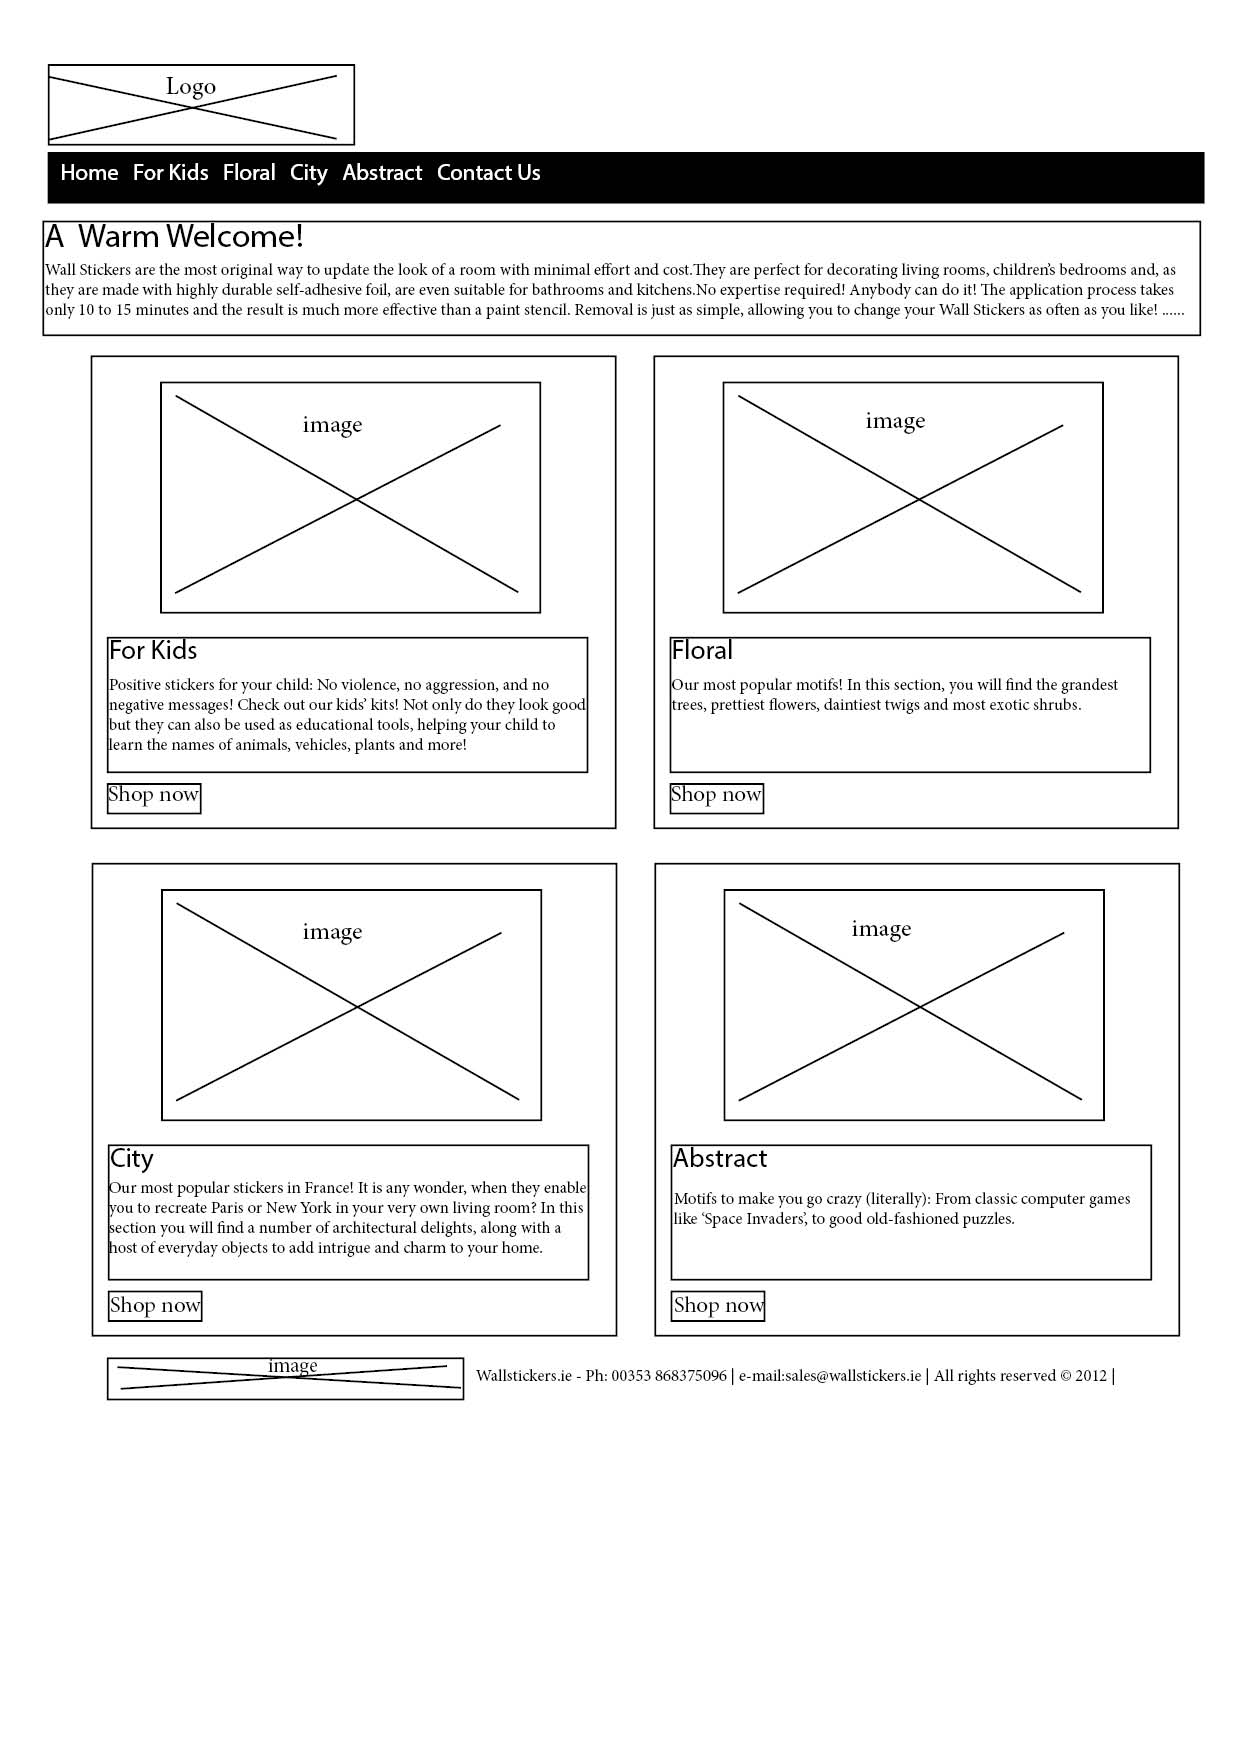 Logo
Home For Kids Floral City Abstract Contact Us
A Warm Welcome!
Wall Stickers are the most original way to update the look of a room with minimal effort and cost.They are perfect for decorating living rooms, children’s bedrooms and, as
they are made with highly durable self-adhesive foil, are even suitable for bathrooms and kitchens.No expertise required! Anybody can do it! The application process takes
only 10 to 15 minutes and the result is much more effective than a paint stencil. Removal is just as simple, allowing you to change your Wall Stickers as often as you like! ......
image
For Kids
Positive stickers for your child: No violence, no aggression, and no
negative messages! Check out our kids’ kits! Not only do they look good
but they can also be used as educational tools, helping your child to
learn the names of animals, vehicles, plants and more!
Shop now
image
Floral
Our most popular motifs! In this section, you will find the grandest
trees, prettiest flowers, daintiest twigs and most exotic shrubs.
Shop now
image
City
Our most popular stickers in France! It is any wonder, when they enable
you to recreate Paris or New York in your very own living room? In this
section you will find a number of architectural delights, along with a
host of everyday objects to add intrigue and charm to your home.
Shop now
image
Abstract
Motifs to make you go crazy (literally): From classic computer games
like ‘Space Invaders’, to good old-fashioned puzzles.
Shop now
image
Wallstickers.ie - Ph: 00353 868375096 | e-mail:sales@wallstickers.ie | All rights reserved © 2012 |